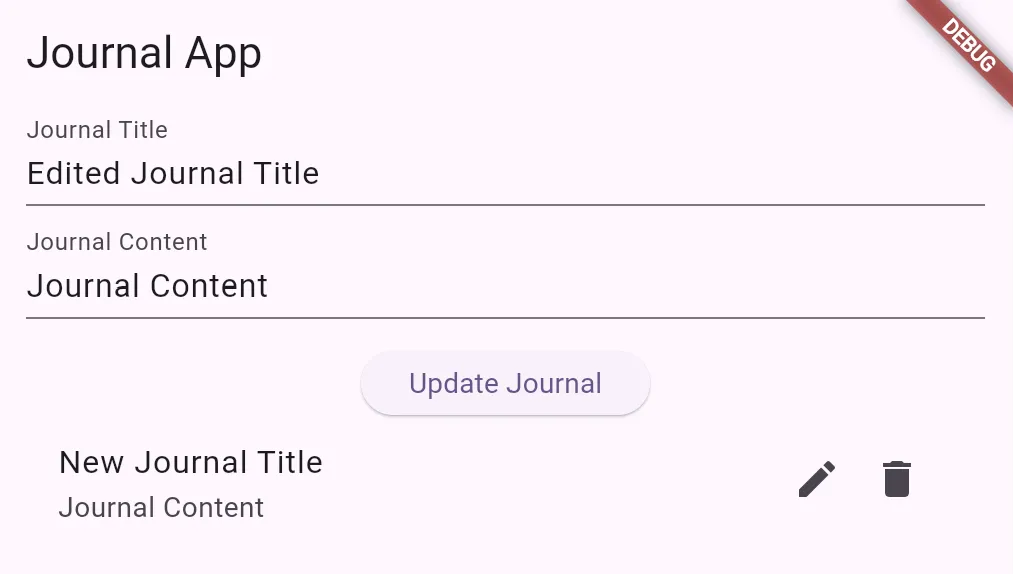 Journal App
DEBUG
Journal Title
Edited Journal Title
Journal Content
Journal Content
Update Journal
New Journal Title
Journal Content